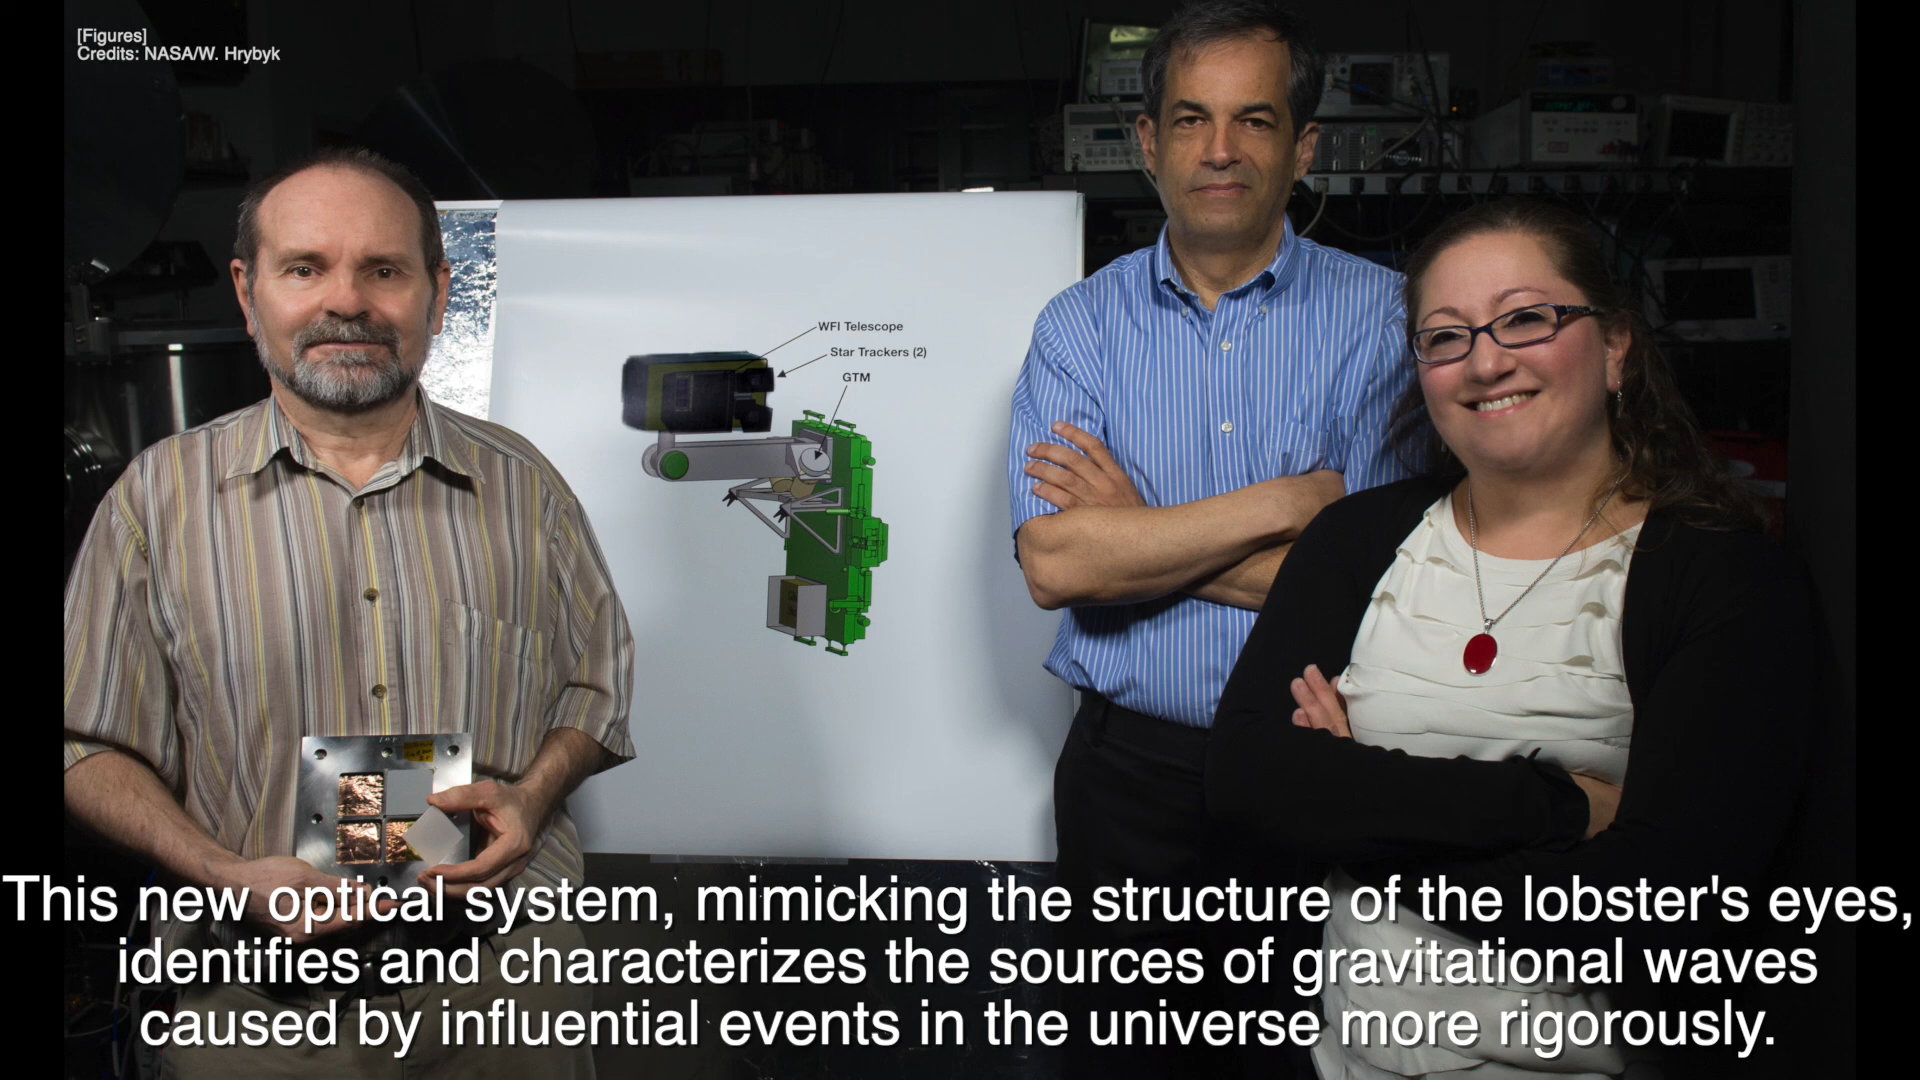 [Figures]
Credits: NASA/W. Hrybyk
WFI Telescope
Star Trackers (2)
GTM
This new optical system, mimicking the structure of the lobster's eyes,
identifies and characterizes the sources of gravitational waves
caused by influential events in the universe more rigorously.